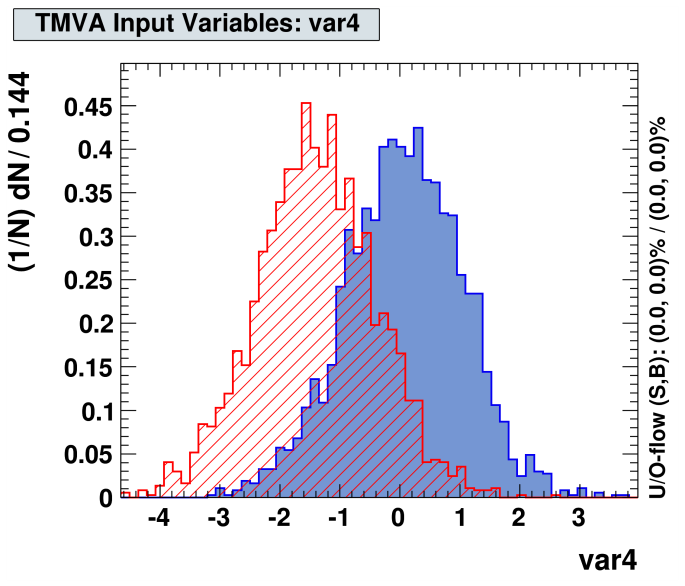 TMVA Input Variables: var4
(1/N) dN / 0.144
0.45
0.4
0.35
0.3
0.25
0.2
0.15
0.1
0.05
0
-4 -3 -2 -1 0 1 2 3
var4
U/O-flow (S,B): (0.0, 0.0)% / (0.0, 0.0)%